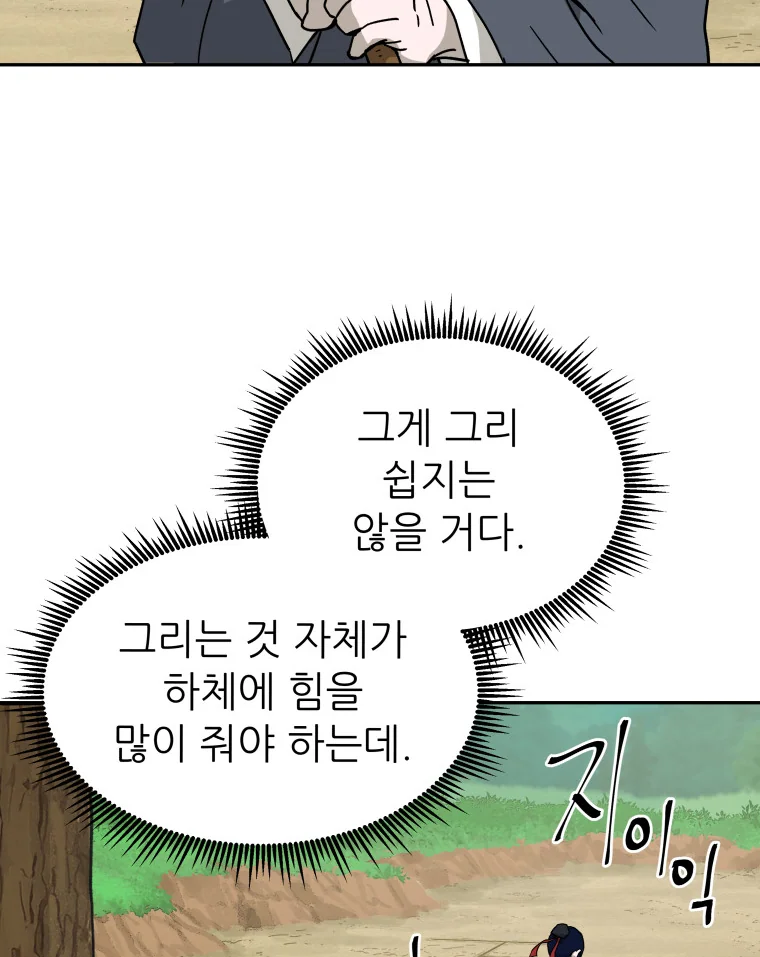 그게 그리
쉽지는
않을 거다.
그리는 것 자체가
하체에 힘을
많이 줘야 하는데.
지이익